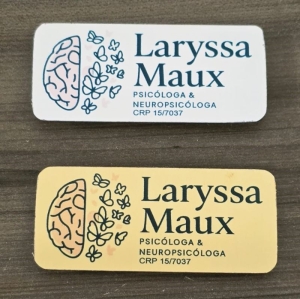 Laryssa
Maux
PSICÓLOGA &
NEUROPSICÓLOGA
CRP 15/7037
Laryssa
Maux
PSICÓLOGA &
NEUROPSICÓLOGA
CRP 15/7037